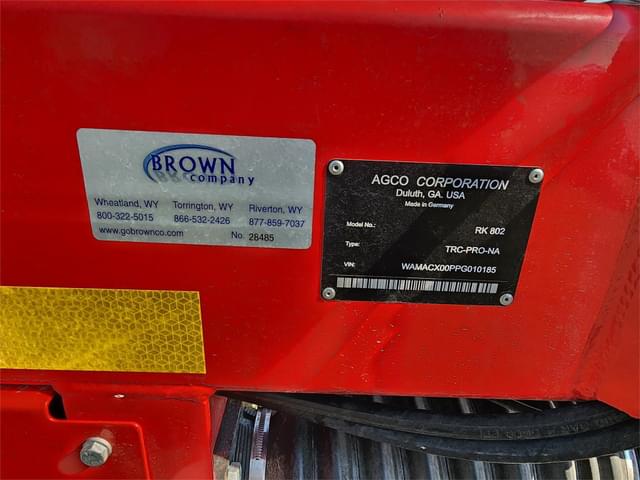 BROWN
company
Wheatland, WY Torrington, WY Riverton, WY
800-322-5015 866-532-2426 877-859-7037
www.gobrownco.com No. 28485
AGCO CORPORATION
Duluth, GA. USA
Made in Germany
Model No.: RK 802
Type: TRC-PRO-NA
VIN: WAMACX00PPG010185